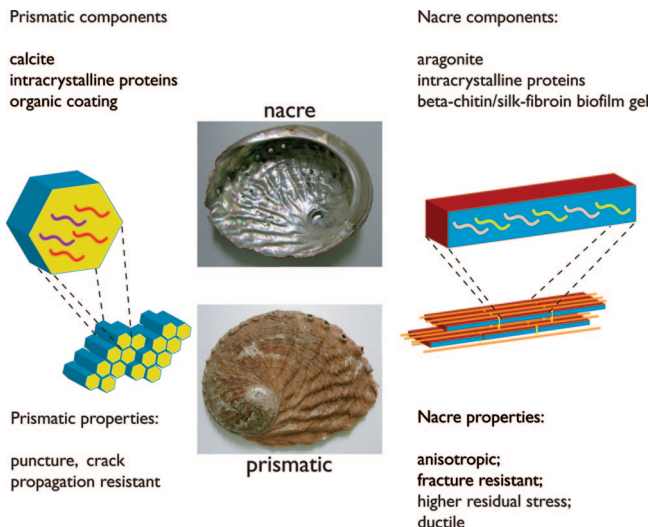 Prismatic components
calcite
intracrystalline proteins
organic coating
Nacre components:
aragonite
intracrystalline proteins
beta-chitin/silk-fibroin biofilm gel
nacre
Prismatic properties:
puncture, crack
propagation resistant
prismatic
Nacre properties:
anisotropic;
fracture resistant;
higher residual stress;
ductile